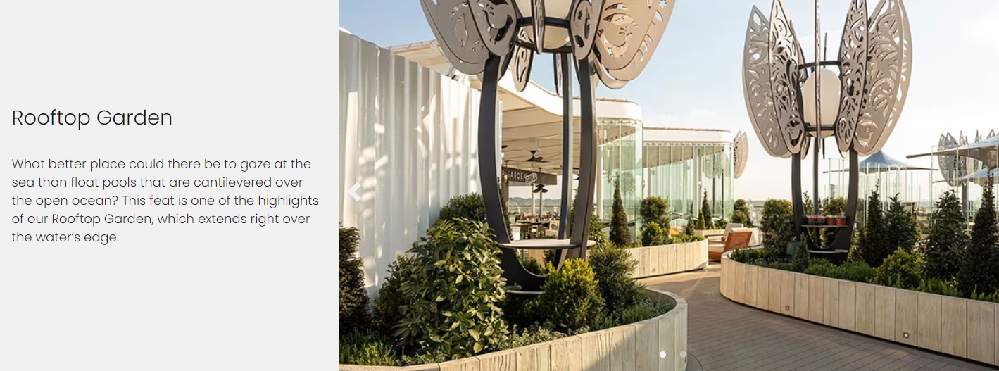 Rooftop Garden
What better place could there be to gaze at the
sea than float pools that are cantilevered over
the open ocean? This feat is one of the highlights
of our Rooftop Garden, which extends right over
the water’s edge.